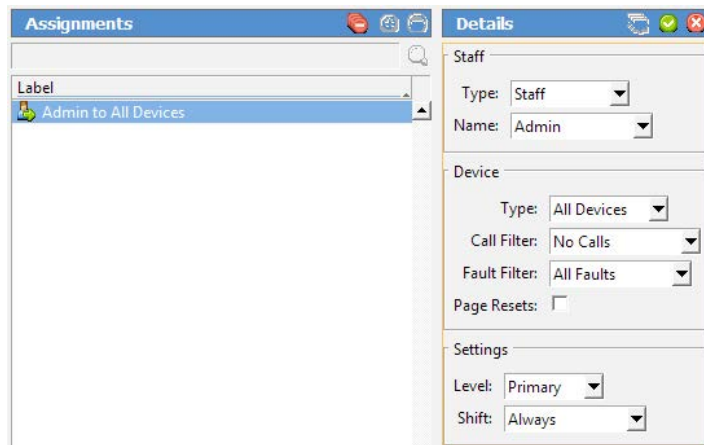 Assignments
Label
Admin to All Devices
Details
Staff
Type: Staff
Name: Admin
Device
Type: All Devices
Call Filter: No Calls
Fault Filter: All Faults
Page Resets:
Settings
Level: Primary
Shift: Always